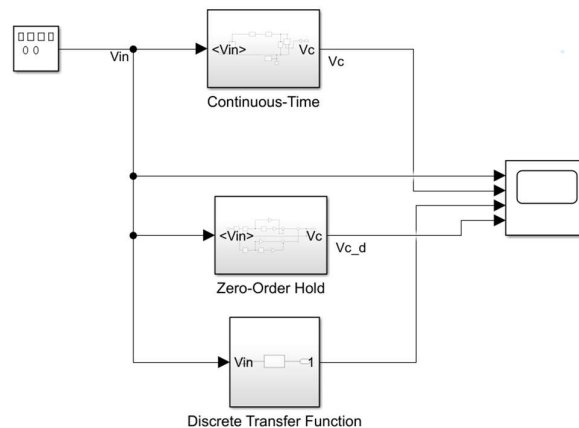 Vin
<Vin>
Vc
Vc
Continuous-Time
<Vin>
Vc
Vc_d
Zero-Order Hold
Vin
1
Discrete Transfer Function